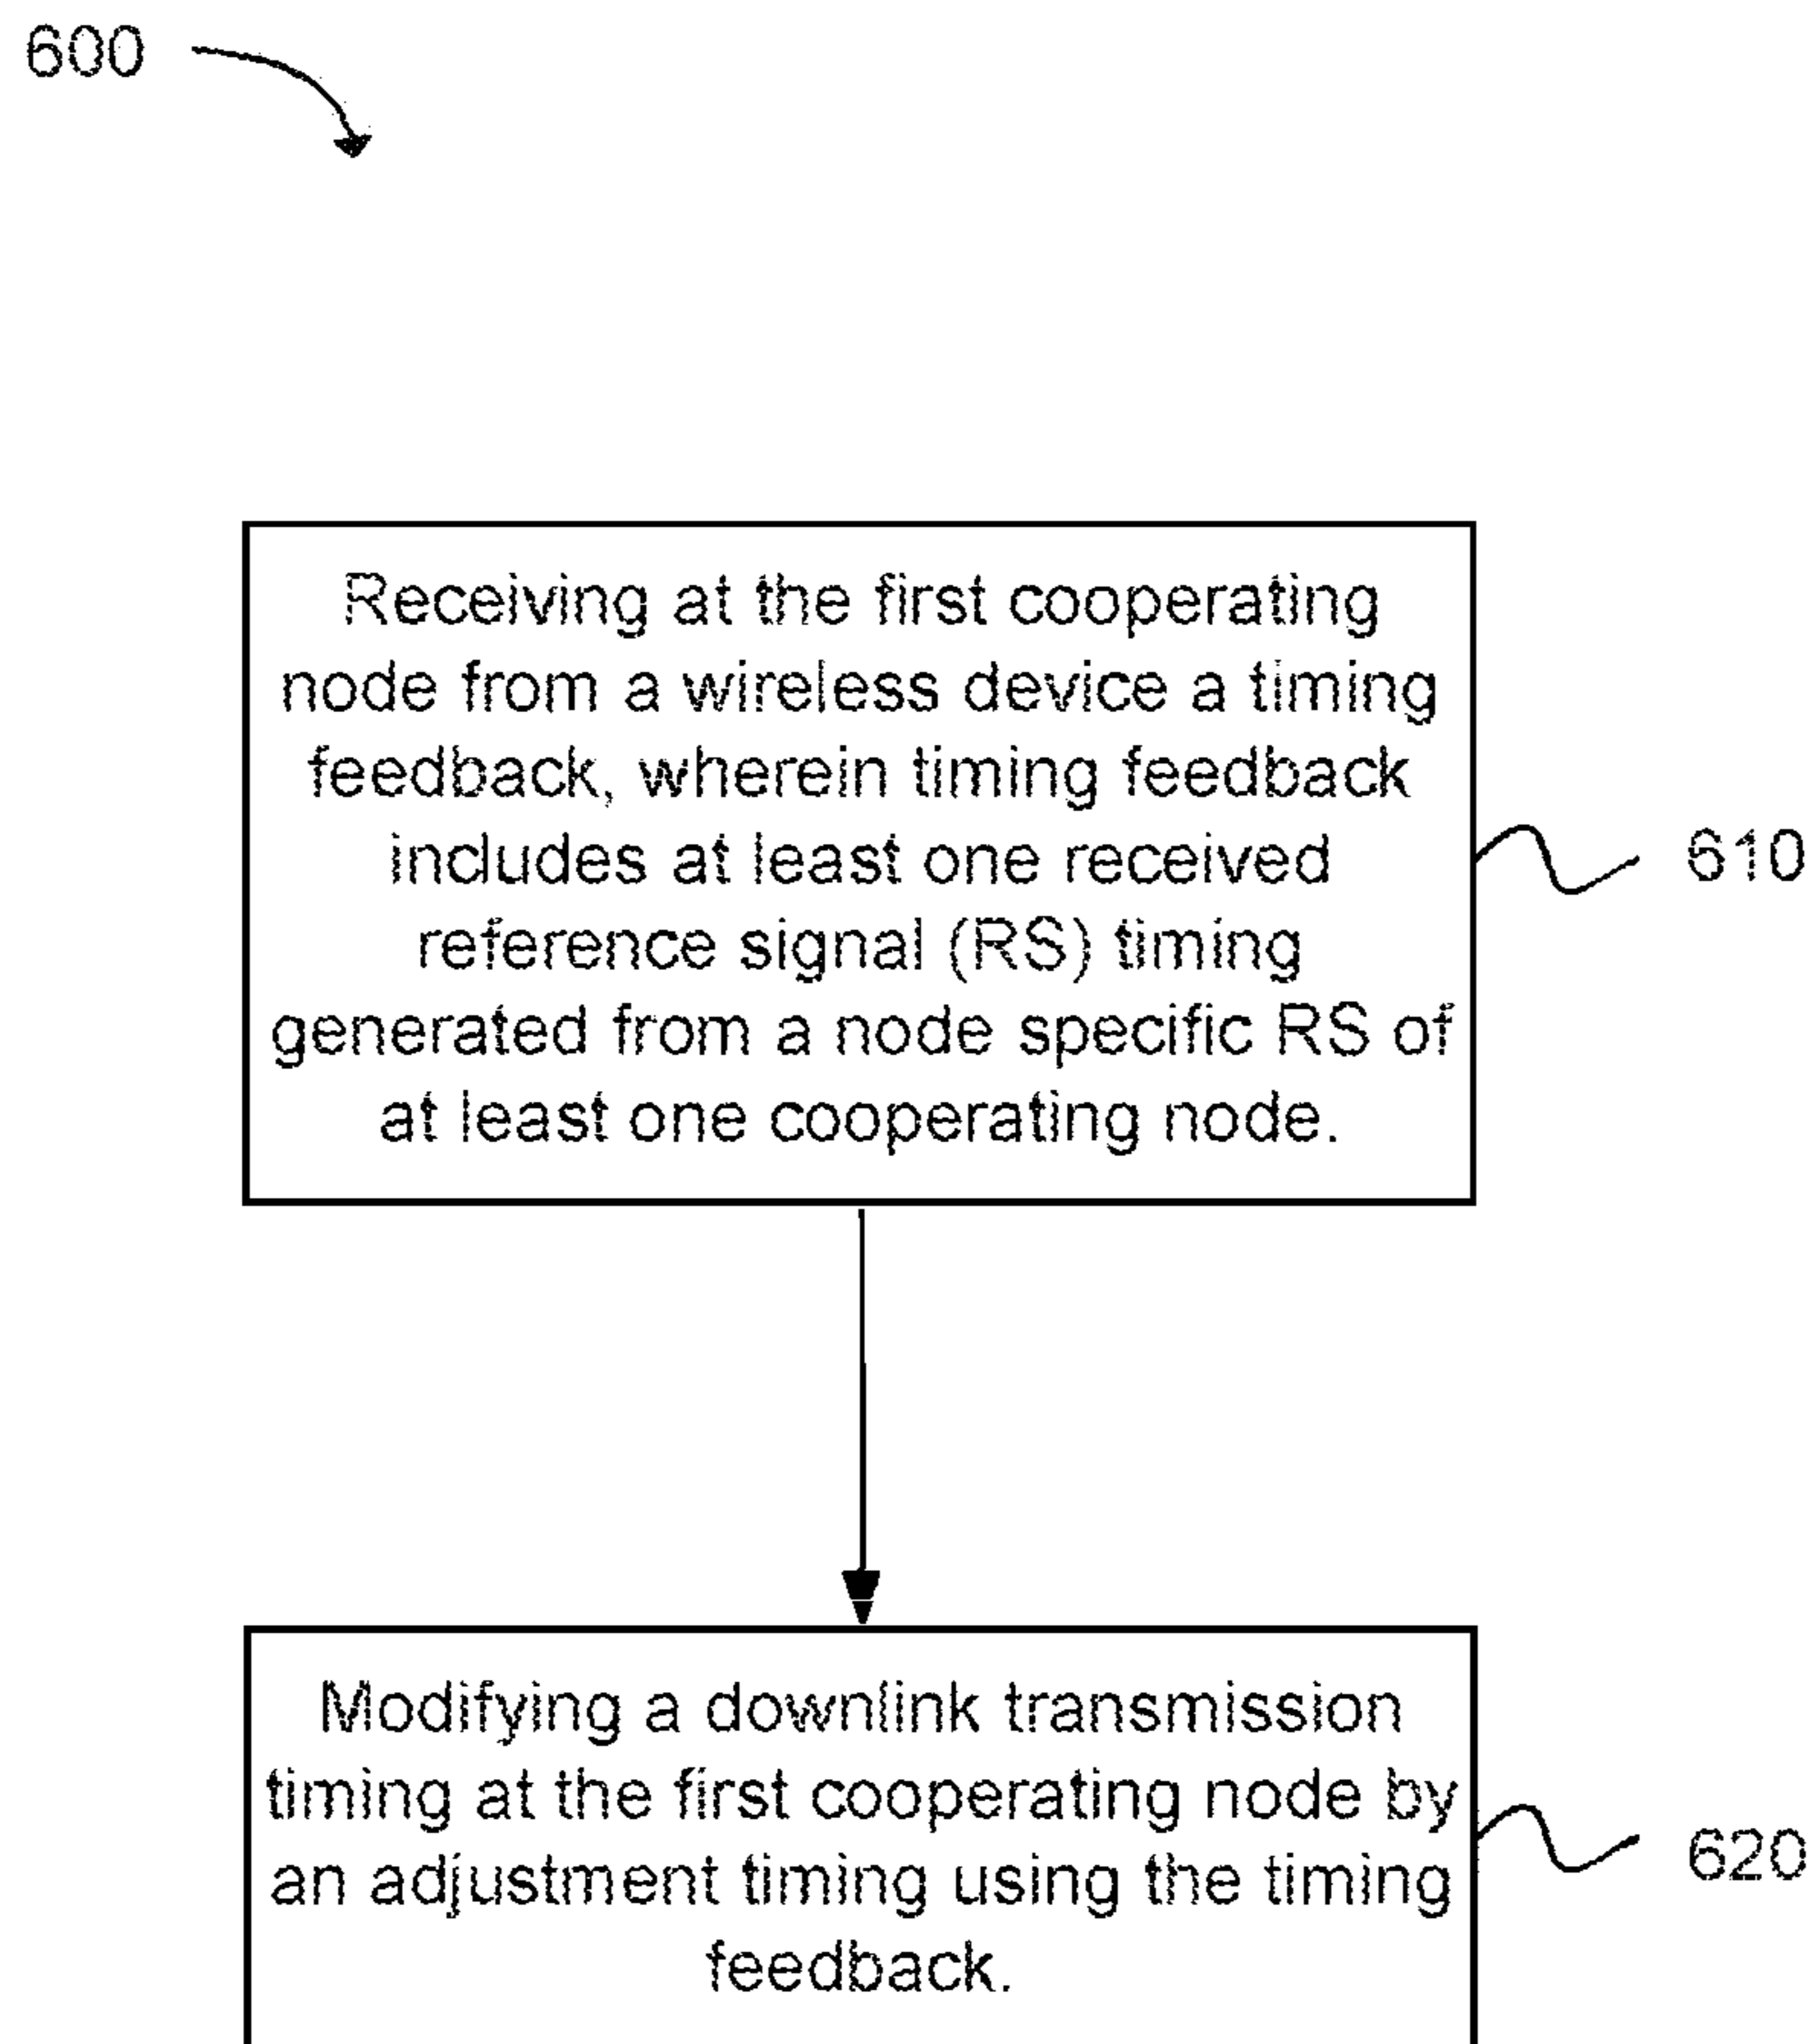 600
Receiving at the first cooperating
node from a wireless device a timing
feedback, wherein timing feedback
includes at least one received
reference signal (RS) timing
generated from a node specific RS of
at least one cooperating node.
610
Modifying a downlink transmission
timing at the first cooperating node by
an adjustment timing using the timing
feedback.
620